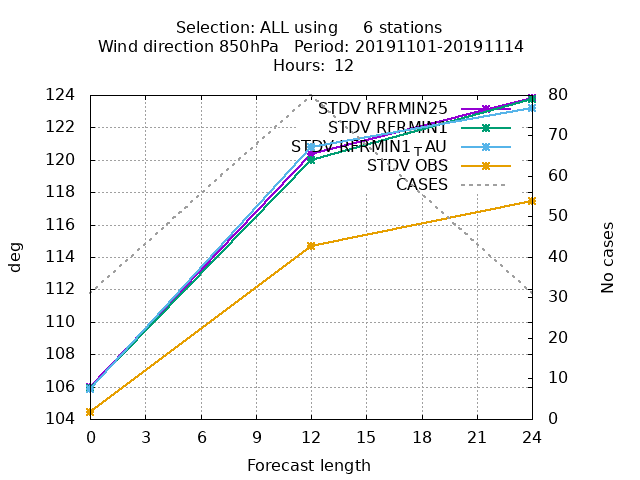 Selection: ALL using     6 stations
Wind direction 850hPa   Period: 20191101-20191114
Hours:  12
STDV RFRMIN25
STDV RFRMIN1
STDV RFRMIN1┬AU
STDV OBS
CASES
124
122
120
118
116
114
112
110
108
106
104
80
70
60
50
40
30
20
10
0
deg
No cases
0 3 6 9 12 15 18 21 24
Forecast length